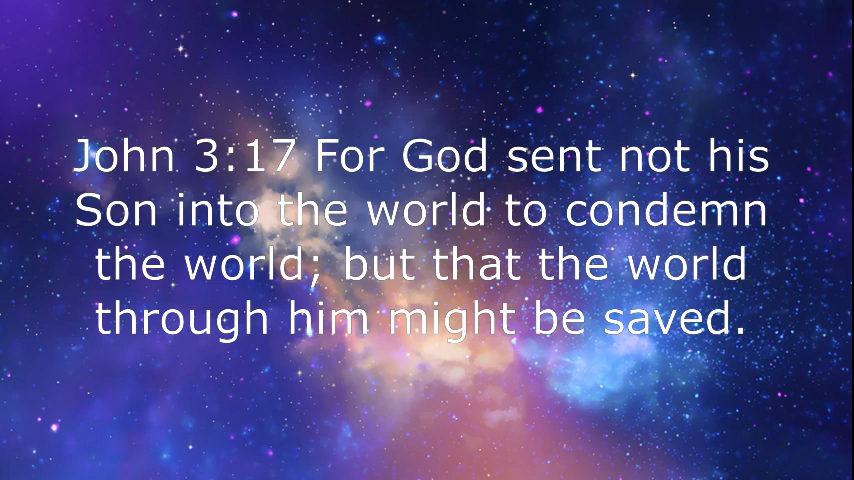 John 3:17 For God sent not his
Son into the world to condemn
the world; but that the world
through him might be saved.